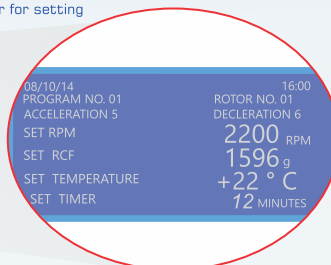 r for setting
08/10/14 16:00
PROGRAM NO. 01 ROTOR NO. 01
ACCELERATION 5 DECLERATION 6
SET RPM 2200 RPM
SET RCF 1596 g
SET TEMPERATURE +22 ° C
SET TIMER 12 MINUTES